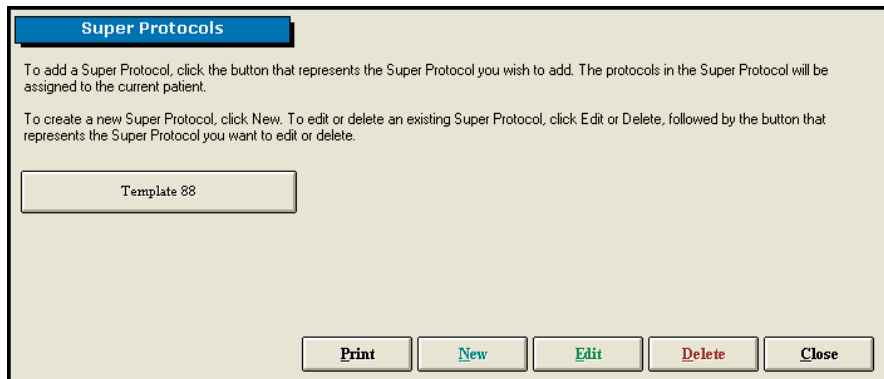 Super Protocols
To add a Super Protocol, click the button that represents the Super Protocol you wish to add. The protocols in the Super Protocol will be
assigned to the current patient.
To create a new Super Protocol, click New. To edit or delete an existing Super Protocol, click Edit or Delete, followed by the button that
represents the Super Protocol you want to edit or delete.
Template 88
Print New Edit Delete Close